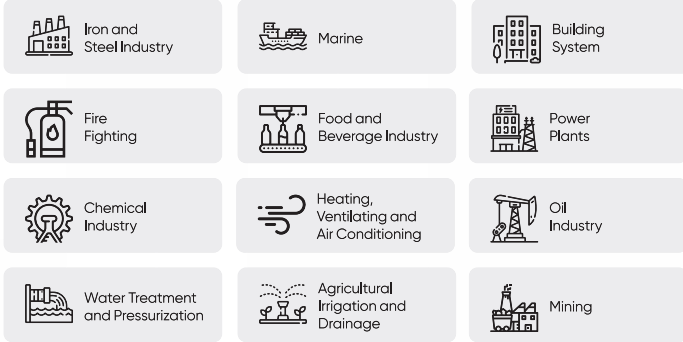 Iron and
Steel Industry
Marine
Building
System
Fire
Fighting
Food and
Beverage Industry
Power
Plants
Chemical
Industry
Heating,
Ventilating and
Air Conditioning
Oil
Industry
Water Treatment
and Pressurization
Agricultural
Irrigation and
Drainage
Mining